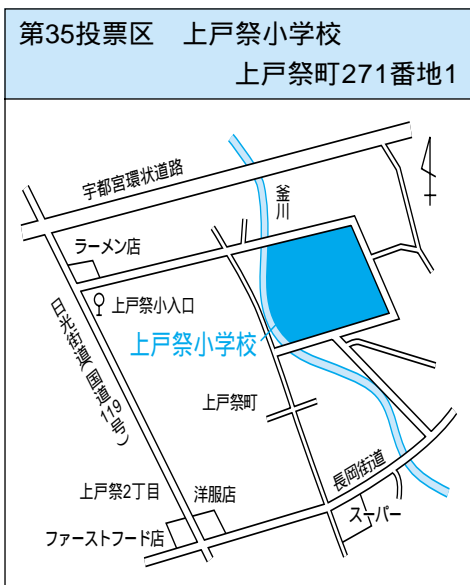 第35投票区　上戸祭小学校
上戸祭町271番地1
宇都宮環状道路
釜川
ラーメン店
上戸祭小入口
日光街道(国道119号)
上戸祭小学校
上戸祭町
長岡街道
上戸祭2丁目
洋服店
スーパー
ファーストフード店